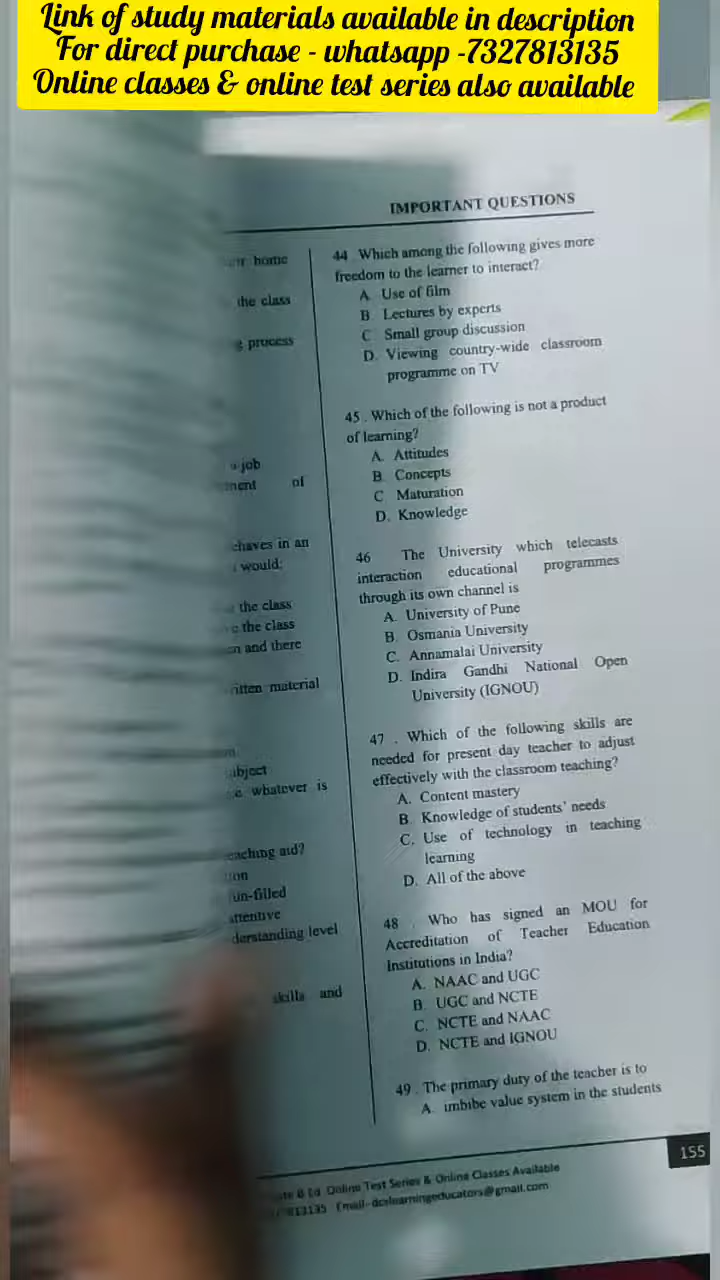 Link of study materials available in description
For direct purchase - whatsapp -7327813135
Online classes & online test series also available
IMPORTANT QUESTIONS
home
the class
process
job
of
in an
would:
the class
the class
and there
material
whatever is
aid?
level
skills and
44 Which among the following gives more
freedom to the learner to interact?
A Use of film
B Lectures by experts
C Small group discussion
D. Viewing country-wide classroom
programme on TV
45 . Which of the following is not a product
of learning?
A. Attitudes
B. Concepts
C Maturation
D. Knowledge
46 The University which telecasts
interaction educational programmes
through its own channel is
A. University of Pune
B. Osmania University
C. Annamalai University
D. Indira Gandhi National Open
University (IGNOU)
47 . Which of the following skills are
needed for present day teacher to adjust
effectively with the classroom teaching?
A. Content mastery
B. Knowledge of students' needs
C. Use of technology in teaching
learning
D. All of the above
48 . Who has signed an MOU for
Accreditation of Teacher Education
Institutions in India?
A. NAAC and UGC
B. UGC and NCTE
C. NCTE and NAAC
D. NCTE and IGNOU
49 . The primary duty of the teacher is to
A. imbibe value system in the students
155
B Ed Online Test Series & Online Classes Available
Email- dcslearningeducators@gmail.com